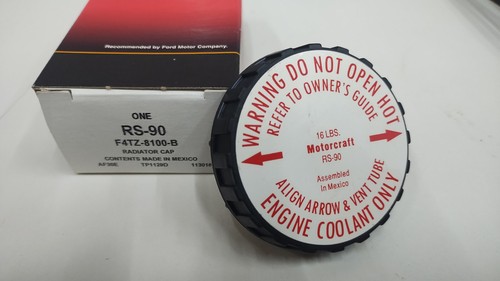 Recommended by Ford Motor Company.
ONE
RS-90
F4TZ-8100-B
RADIATOR CAP
CONTENTS MADE IN MEXICO
WARNING DO NOT OPEN HOT
REFER TO OWNER'S GUIDE
16 LBS.
Motorcraft
RS-90
Assembled
in Mexico
ALIGN ARROW & VENT TUBE
ENGINE COOLANT ONLY